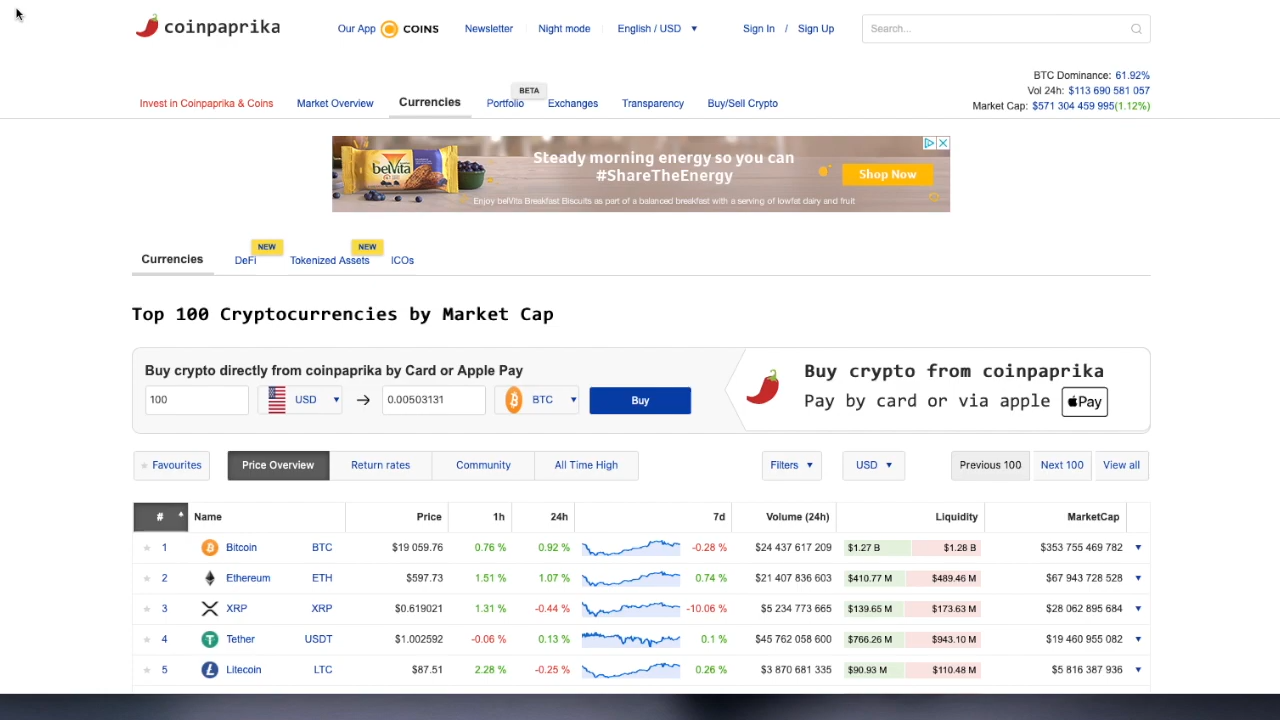 coinpaprika
Our App COINS Newsletter Night mode English / USD ▼ Sign In / Sign Up Search...
BTC Dominance: 61.92%
Vol 24h: $113 690 581 057
Market Cap: $571 304 459 995(1.12%)
BETA
Invest in Coinpaprika & Coins Market Overview Currencies Portfolio Exchanges Transparency Buy/Sell Crypto
belVita
Steady morning energy so you can
#ShareTheEnergy
Shop Now
Enjoy belVita Breakfast Biscuits as part of a balanced breakfast with a serving of lowfat dairy and fruit
NEW NEW
Currencies DeFi Tokenized Assets ICOs
Top 100 Cryptocurrencies by Market Cap
Buy crypto directly from coinpaprika by Card or Apple Pay
100 USD ▼ → 0.00503131 BTC ▼ Buy
Buy crypto from coinpaprika
Pay by card or via apple Pay
★ Favourites Price Overview Return rates Community All Time High Filters ▼ USD ▼ Previous 100 Next 100 View all
# ▲ Name Price 1h 24h 7d Volume (24h) Liquidity MarketCap
★ 1 Bitcoin BTC $19 059.76 0.76 % 0.92 % -0.28 % $24 437 617 209 $1.27 B $1.28 B $353 755 469 782 ▼
★ 2 Ethereum ETH $597.73 1.51 % 1.07 % 0.74 % $21 407 836 603 $410.77 M $489.46 M $67 943 728 528 ▼
★ 3 XRP XRP $0.619021 1.31 % -0.44 % -10.06 % $5 234 773 665 $139.65 M $173.63 M $28 062 895 684 ▼
★ 4 Tether USDT $1.002592 -0.06 % 0.13 % 0.1 % $45 762 058 600 $766.26 M $943.10 M $19 460 955 082 ▼
★ 5 Litecoin LTC $87.51 2.28 % -0.25 % 0.26 % $3 870 681 335 $90.93 M $110.48 M $5 816 387 936 ▼